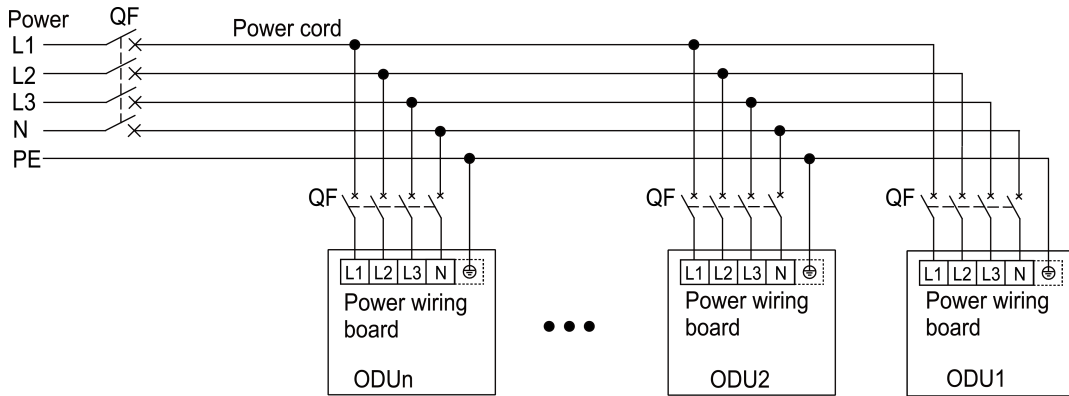 Power QF
L1 Power cord
L2
L3
N
PE
QF QF QF
L1 L2 L3 N L1 L2 L3 N L1 L2 L3 N
Power wiring board
Power wiring board
Power wiring board
ODUn ODU2 ODU1